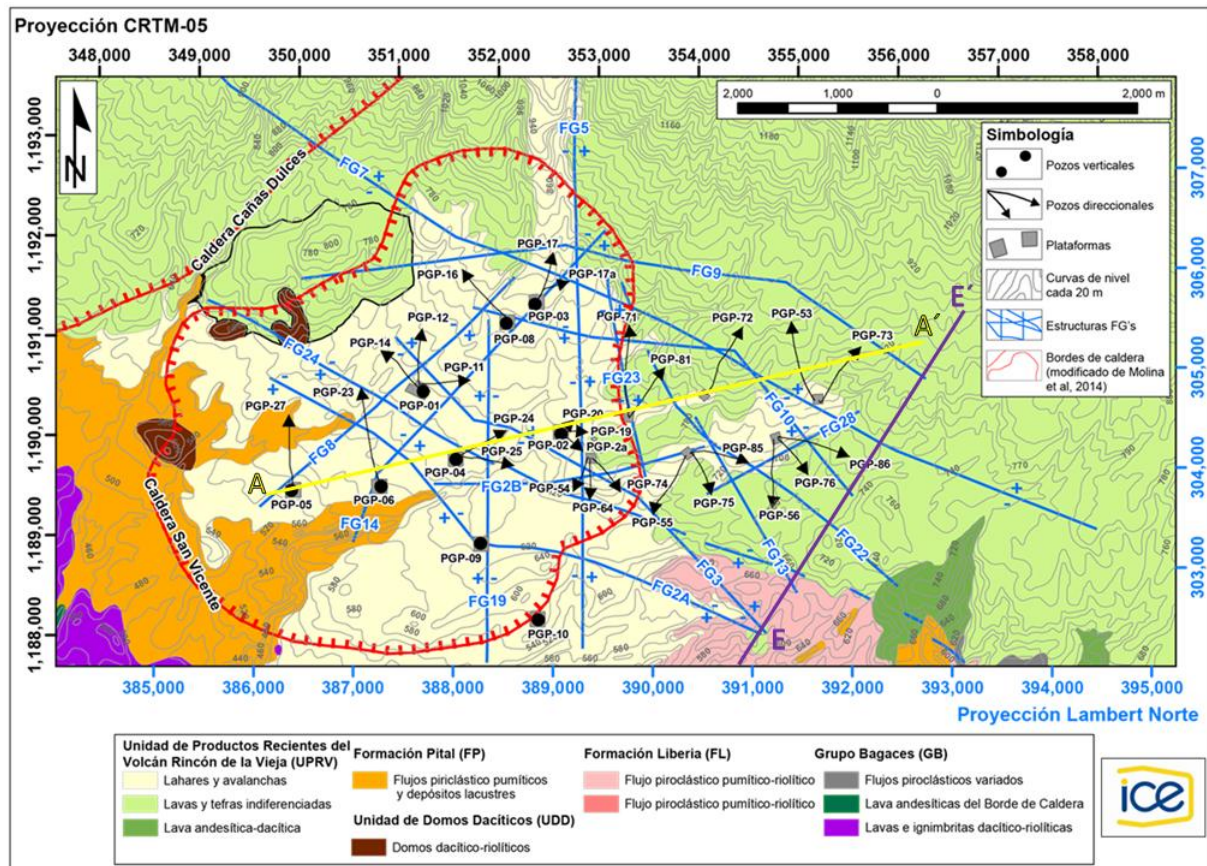 Proyección CRTM-05
348,000 349,000 350,000 351,000 352,000 353,000 354,000 355,000 356,000 357,000 358,000
2,000 1,000 0 2,000 m
N
1,193,000
1,192,000
1,191,000
1,190,000
1,189,000
1,188,000
307,000
306,000
305,000
304,000
303,000
Simbología
Pozos verticales
Pozos direccionales
Plataformas
Curvas de nivel
cada 20 m
Estructuras FG's
Bordes de caldera
(modificado de Molina
et al, 2014)
Caldera Cañas Dulces
Caldera San Vicente
FG7
FG5
FG9
FG24
FG23
FG10
FG28
FG8
FG2B
FG14
FG19
FG2A
FG3
FG13
FG22
PGP-17
PGP-16
PGP-17a
PGP-03
PGP-08
PGP-12
PGP-14
PGP-11
PGP-01
PGP-23
PGP-27
PGP-71
PGP-72
PGP-53
PGP-73
PGP-81
PGP-24
PGP-20
PGP-19
PGP-02
PGP-2a
PGP-25
PGP-04
PGP-85
PGP-86
PGP-76
PGP-05
PGP-06
PGP-54
PGP-74
PGP-64
PGP-55
PGP-75
PGP-56
PGP-09
PGP-10
A
A´
E
E´
385,000 386,000 387,000 388,000 389,000 390,000 391,000 392,000 393,000 394,000 395,000
Proyección Lambert Norte
Unidad de Productos Recientes del
Volcán Rincón de la Vieja (UPRV)
Lahares y avalanchas
Lavas y tefras indiferenciadas
Lava andesítica-dacítica
Formación Pital (FP)
Flujos piriclástico pumíticos
y depósitos lacustres
Unidad de Domos Dacíticos (UDD)
Domos dacítico-riolíticos
Formación Liberia (FL)
Flujo piroclástico pumítico-riolítico
Flujo piroclástico pumítico-riolítico
Grupo Bagaces (GB)
Flujos piroclásticos variados
Lava andesíticas del Borde de Caldera
Lavas e ignimbritas dacítico-riolíticas
ice